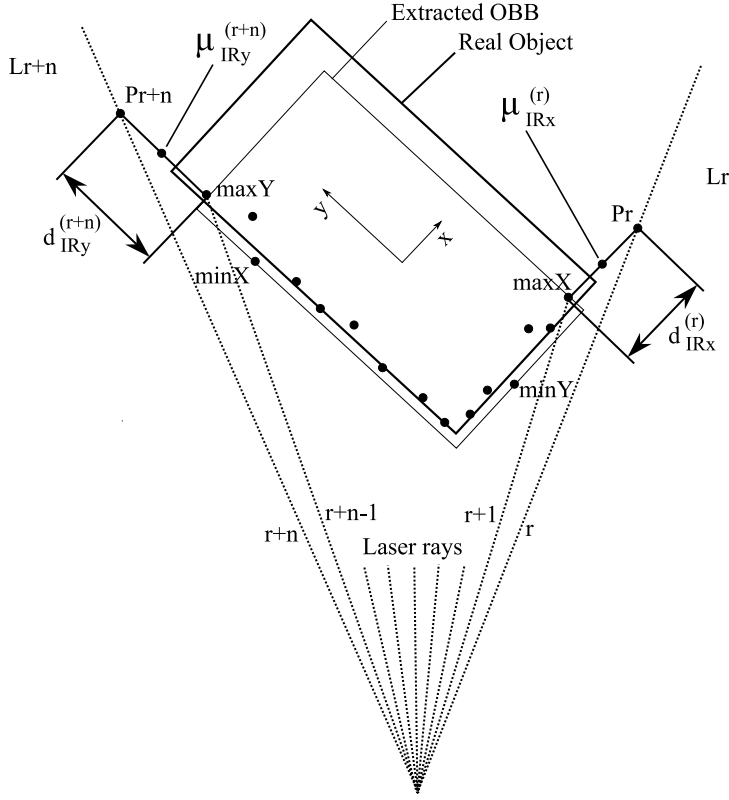 Extracted OBB
Real Object
μ IRy (r+n)
Lr+n
Pr+n
μ IRx (r)
Lr
maxY
Pr
d IRy (r+n)
y
x
minX
maxX
d IRx (r)
minY
r+n-1
r+1
r+n
r
Laser rays